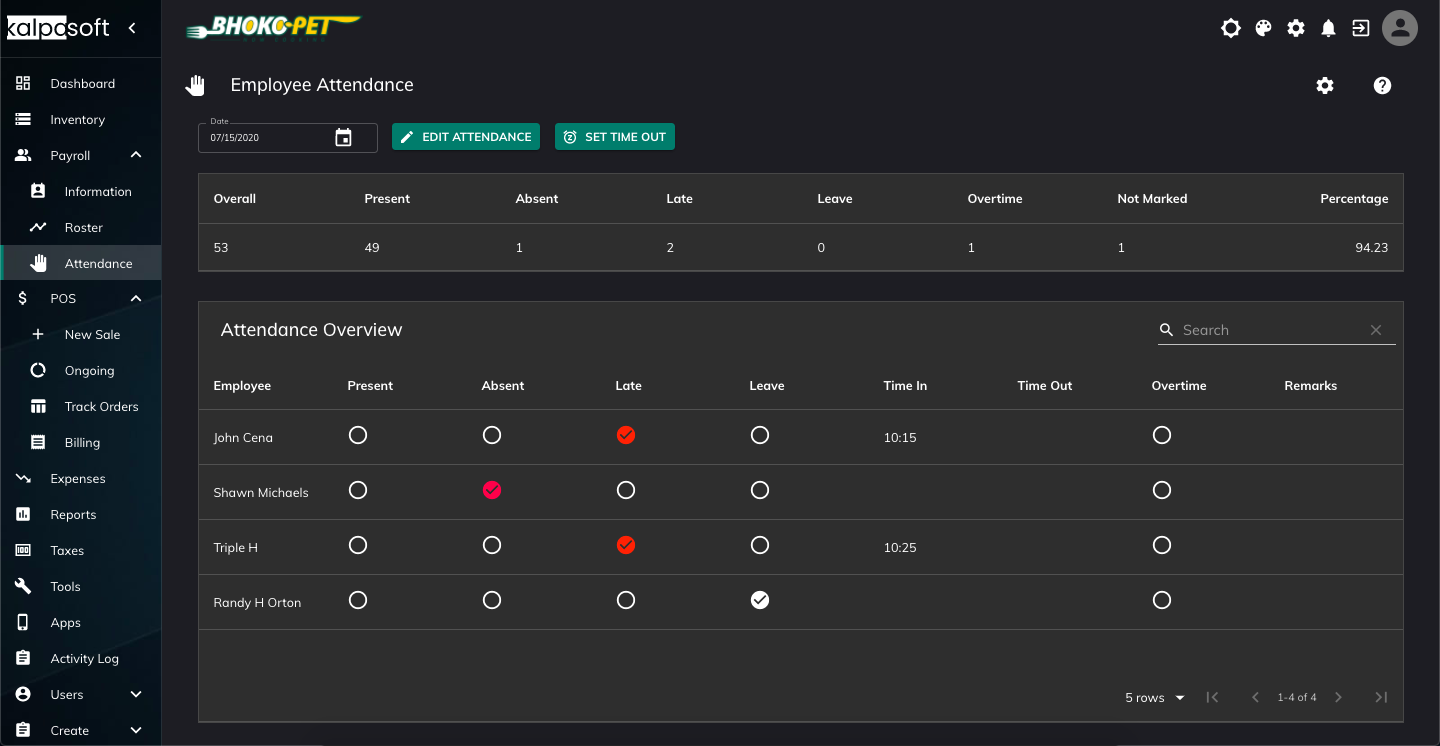 kalpasoft
BHOKO-PET
Dashboard
Inventory
Payroll
Information
Roster
Attendance
POS
New Sale
Ongoing
Track Orders
Billing
Expenses
Reports
Taxes
Tools
Apps
Activity Log
Users
Create
Employee Attendance
Date
07/15/2020
EDIT ATTENDANCE SET TIME OUT
Overall Present Absent Late Leave Overtime Not Marked Percentage
53 49 1 2 0 1 1 94.23
Attendance Overview Search
Employee Present Absent Late Leave Time In Time Out Overtime Remarks
John Cena 10:15
Shawn Michaels
Triple H 10:25
Randy H Orton
5 rows 1-4 of 4